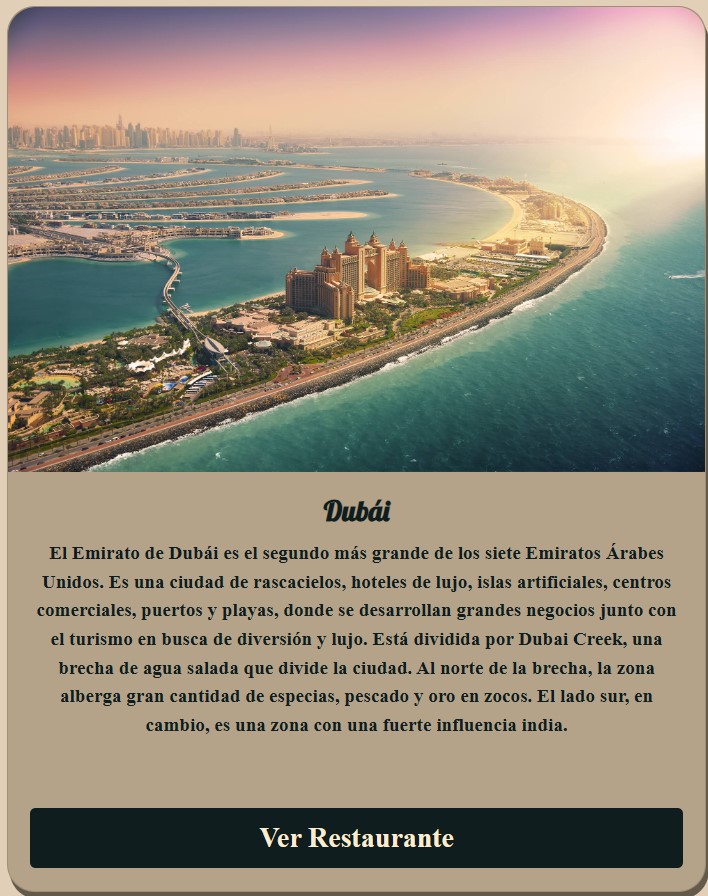 Dubái
El Emirato de Dubái es el segundo más grande de los siete Emiratos Árabes
Unidos. Es una ciudad de rascacielos, hoteles de lujo, islas artificiales, centros
comerciales, puertos y playas, donde se desarrollan grandes negocios junto con
el turismo en busca de diversión y lujo. Está dividida por Dubai Creek, una
brecha de agua salada que divide la ciudad. Al norte de la brecha, la zona
alberga gran cantidad de especias, pescado y oro en zocos. El lado sur, en
cambio, es una zona con una fuerte influencia india.
Ver Restaurante